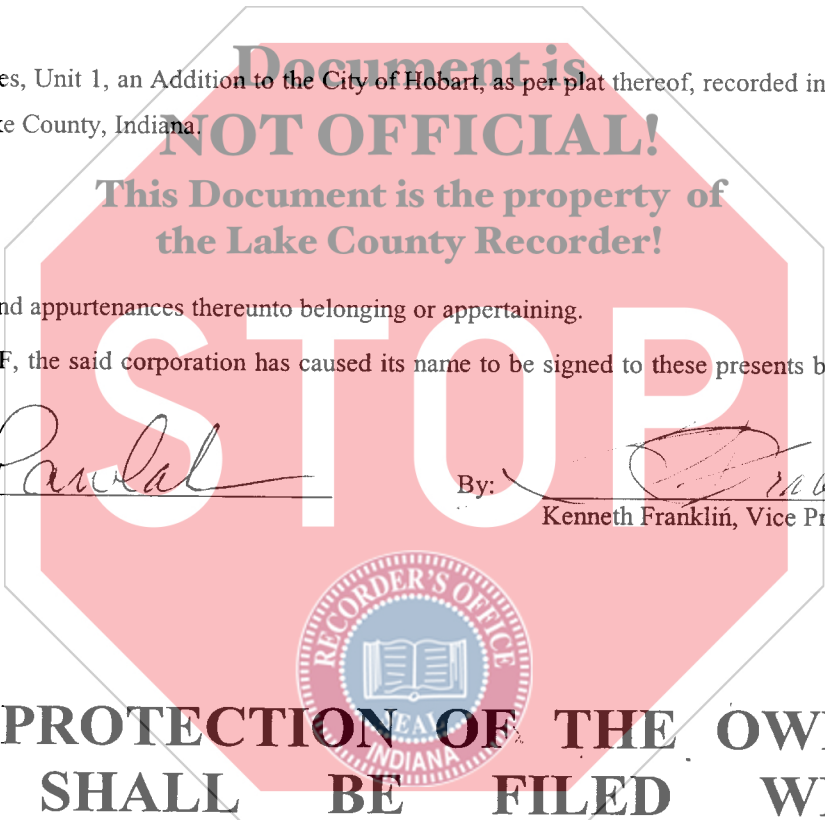 Document is
es, Unit 1, an Addition to the City of Hobart, as per plat thereof, recorded in
e County, Indiana.
NOT OFFICIAL!
This Document is the property of
the Lake County Recorder!
nd appurtenances thereunto belonging or appertaining.
STOP
F, the said corporation has caused its name to be signed to these presents b
By:
Kenneth Franklin, Vice Pr
RECORDER'S OFFICE
SEAL
INDIANA
PROTECTION OF THE OW
SHALL BE FILED W